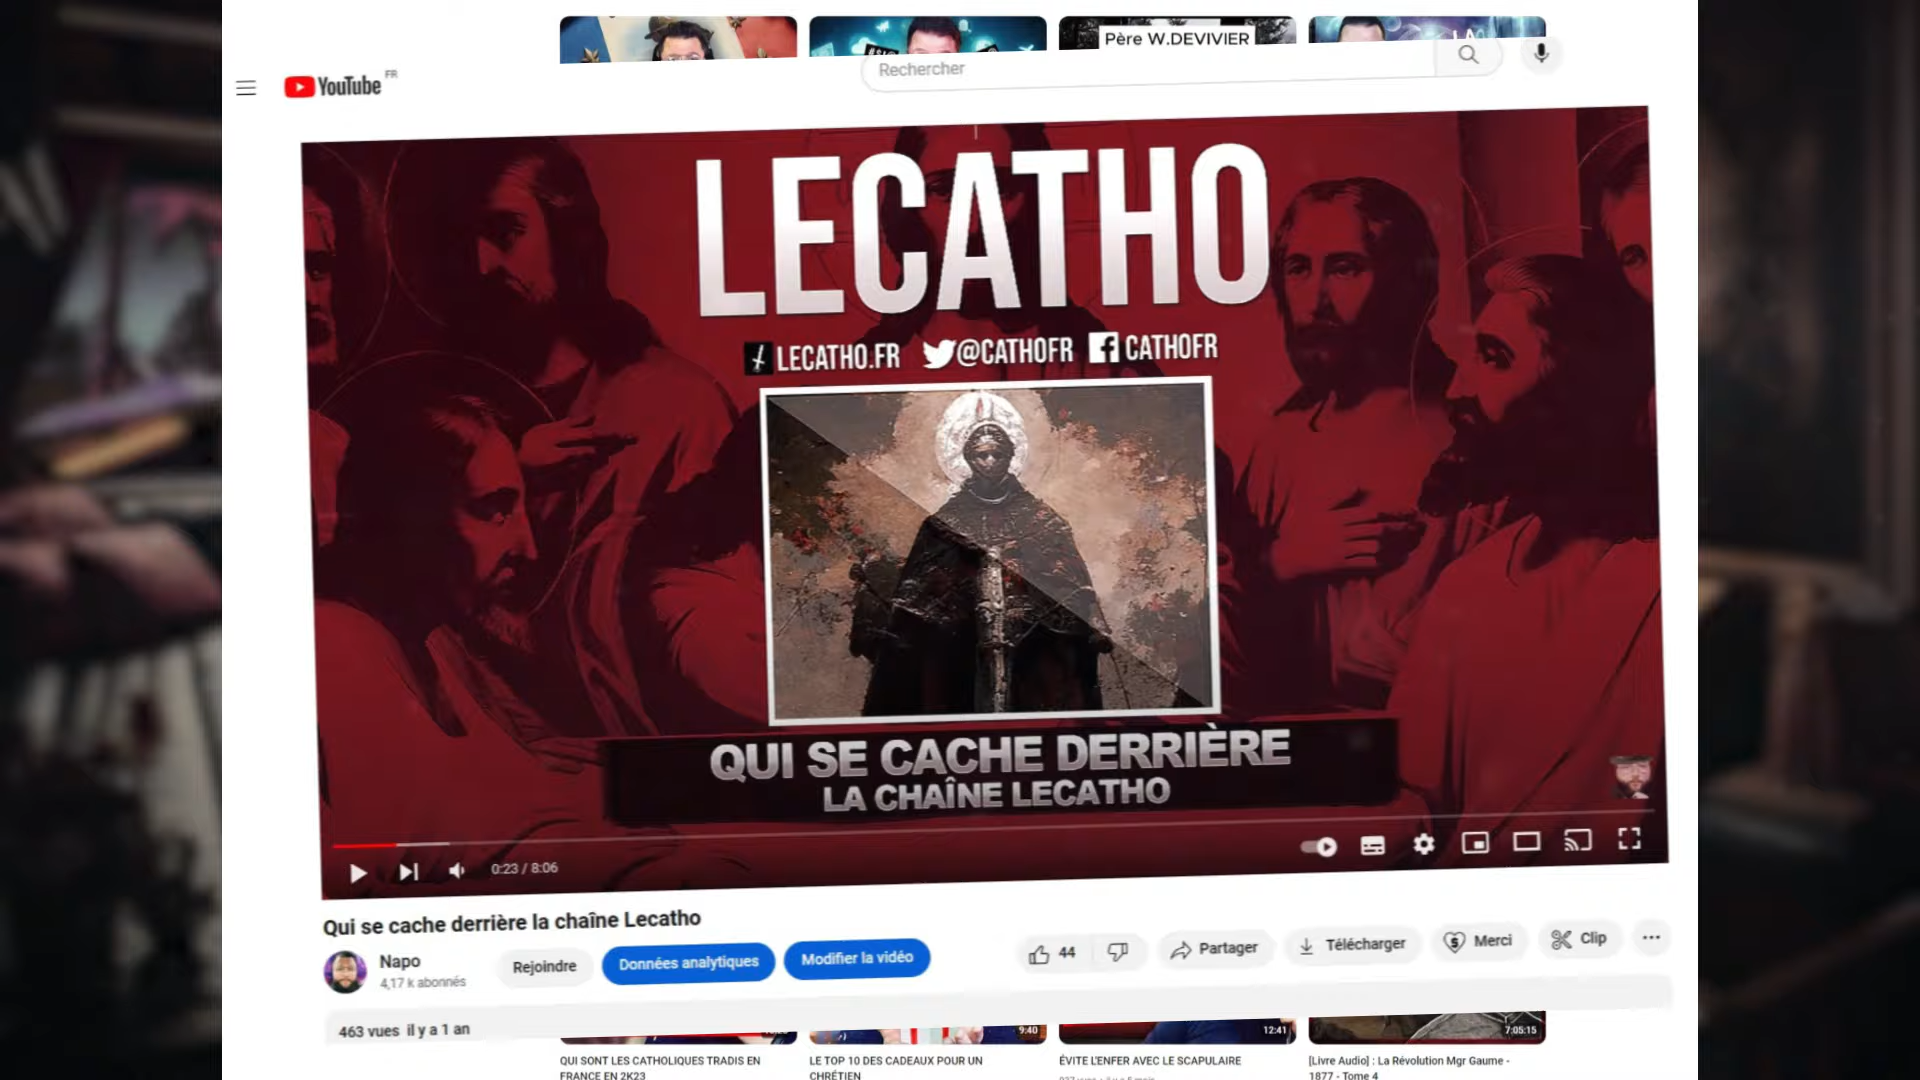 Père W.DEVIVIER
YouTube FR
Rechercher
LECATHO
LECATHO.FR @CATHOFR CATHOFR
QUI SE CACHE DERRIÈRE
LA CHAÎNE LECATHO
0:23 / 8:06
Qui se cache derrière la chaîne Lecatho
Napo
4,17 k abonnés
Rejoindre
Données analytiques
Modifier la vidéo
44
Partager
Télécharger
Merci
Clip
463 vues il y a 1 an
9:40
12:41
7:05:15
QUI SONT LES CATHOLIQUES TRADIS EN
FRANCE EN 2K23
LE TOP 10 DES CADEAUX POUR UN
CHRÉTIEN
ÉVITE L'ENFER AVEC LE SCAPULAIRE
[Livre Audio] : La Révolution Mgr Gaume -
1877 - Tome 4